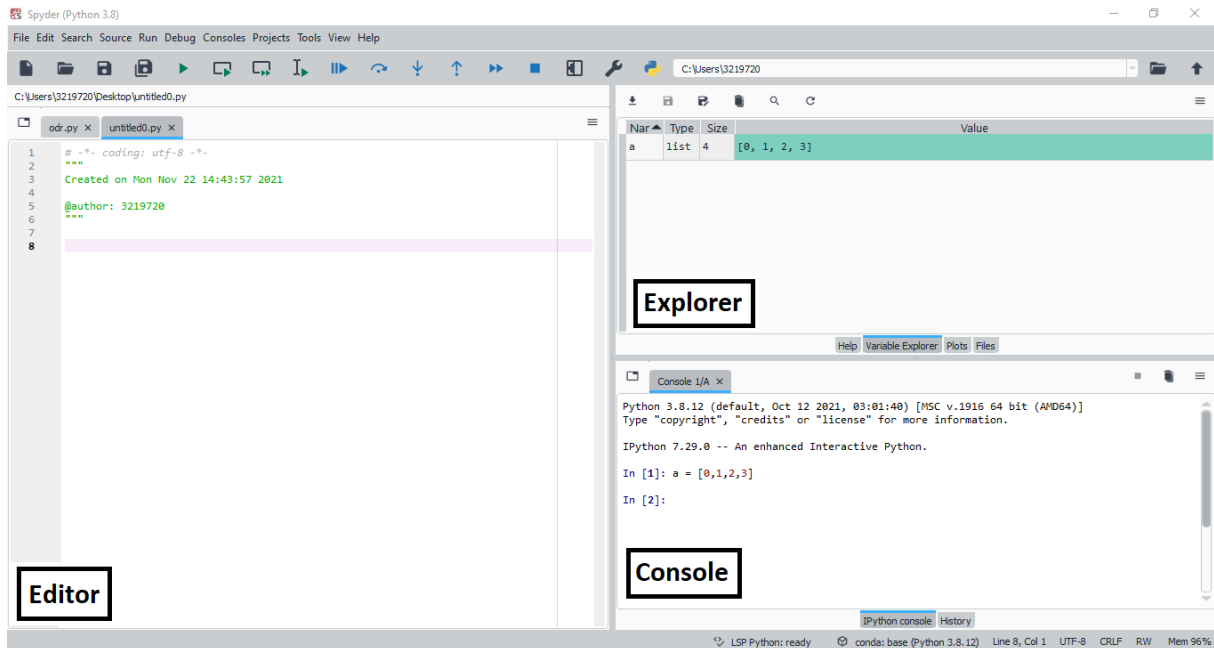 Spyder (Python 3.8)
File Edit Search Source Run Debug Consoles Projects Tools View Help
C:\Users\3219720
C:\Users\3219720\Desktop\untitled0.py
odr.py untitled0.py
1 # -*- coding: utf-8 -*-
2 """
3 Created on Mon Nov 22 14:43:57 2021
4
5 @author: 3219720
6 """
7
8
Editor
Nar Type Size Value
a list 4 [0, 1, 2, 3]
Explorer
Help Variable Explorer Plots Files
Console 1/A
Python 3.8.12 (default, Oct 12 2021, 03:01:40) [MSC v.1916 64 bit (AMD64)]
Type "copyright", "credits" or "license" for more information.
IPython 7.29.0 -- An enhanced Interactive Python.
In [1]: a = [0,1,2,3]
In [2]:
Console
IPython console History
LSP Python: ready conda: base (Python 3.8.12) Line 8, Col 1 UTF-8 CRLF RW Mem 96%